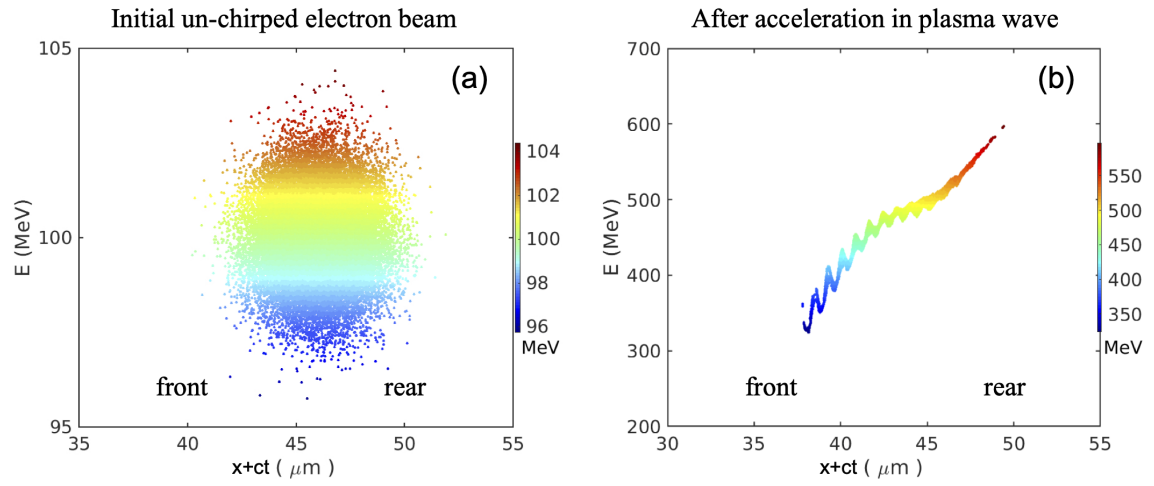 Initial un-chirped electron beam
After acceleration in plasma wave
105
(a)
104
102
100
98
96
MeV
100
E (MeV)
front
rear
95
35
40
45
50
55
x+ct ( μm )
700
(b)
600
550
500
450
400
350
MeV
500
E (MeV)
400
300
front
rear
200
30
35
40
45
50
55
x+ct ( μm )